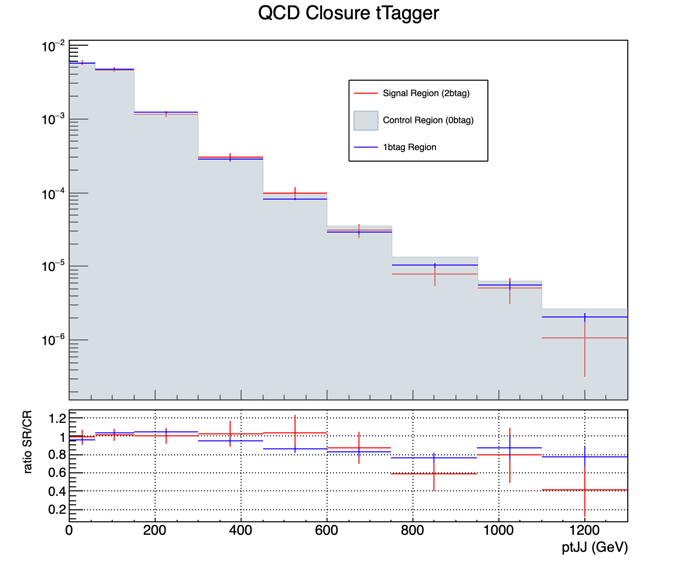 QCD Closure tTagger
10⁻²
10⁻³
10⁻⁴
10⁻⁵
10⁻⁶
Signal Region (2btag)
Control Region (0btag)
1btag Region
ratio SR/CR
1.2
1
0.8
0.6
0.4
0.2
0 200 400 600 800 1000 1200
ptJJ (GeV)